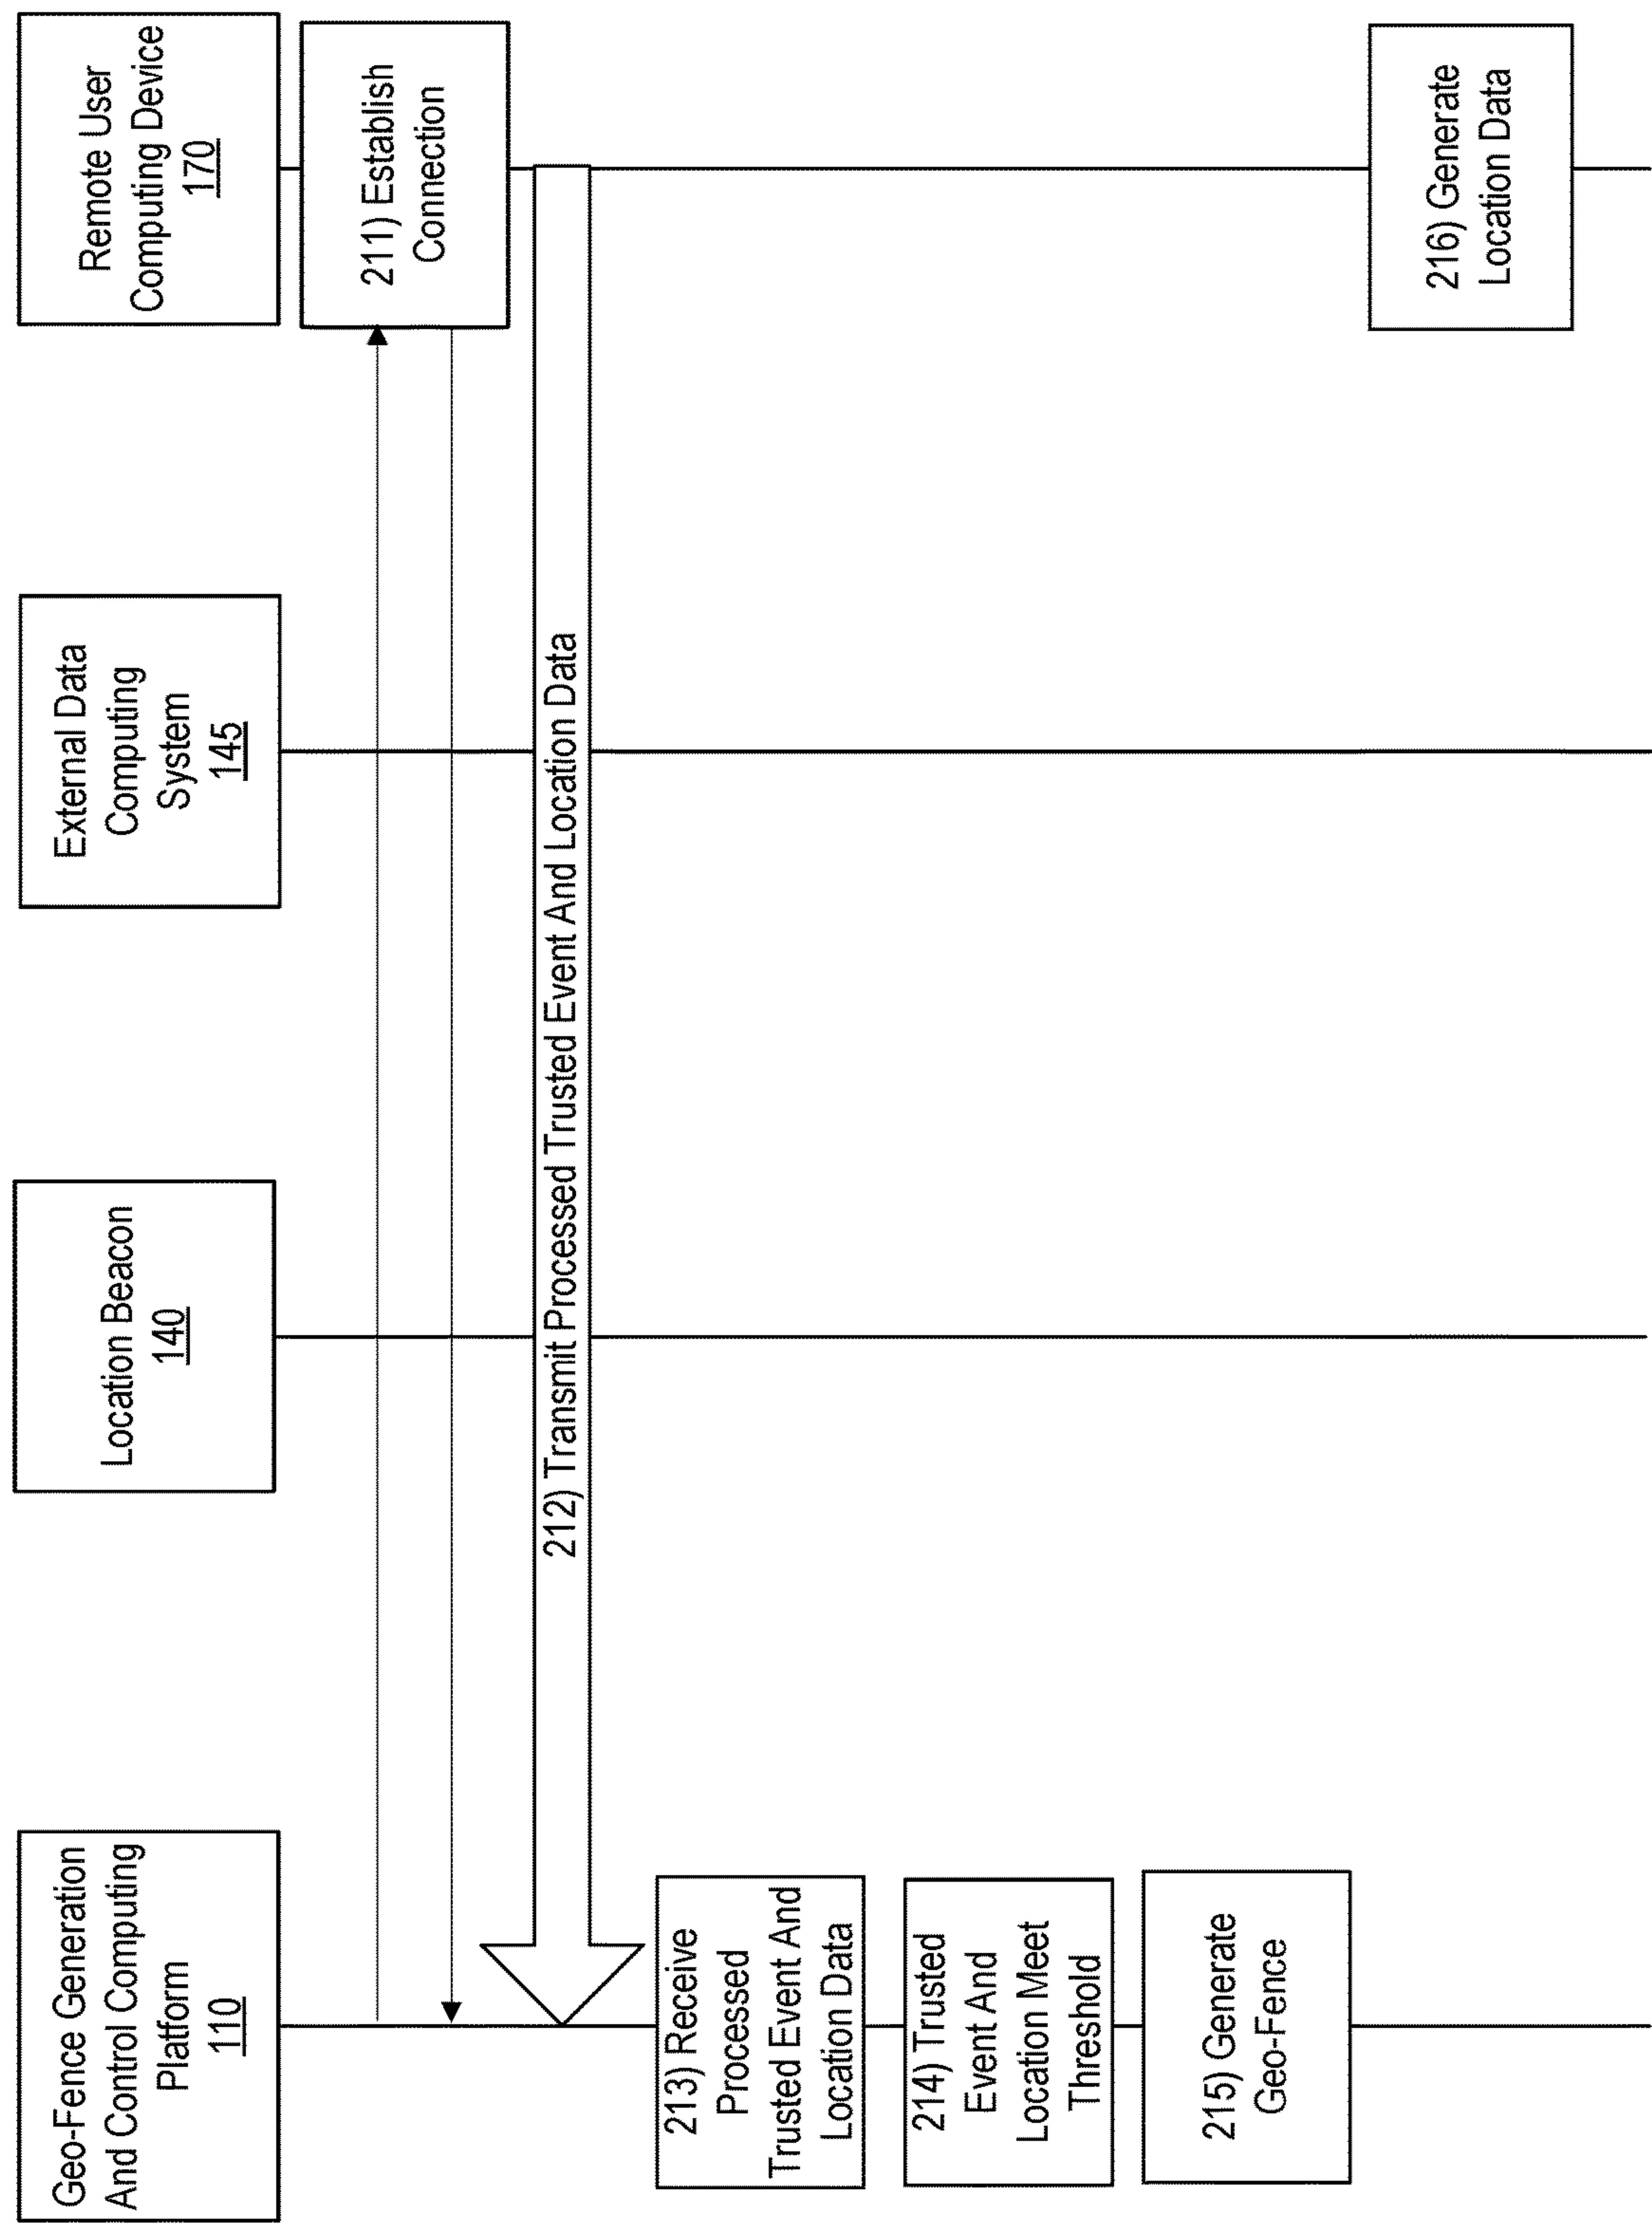 Geo-Fence Generation
And Control Computing
Platform
110
Location Beacon
140
External Data
Computing
System
145
Remote User
Computing Device
170
211) Establish
Connection
212) Transmit Processed Trusted Event And Location Data
213) Receive
Processed
Trusted Event And
Location Data
214) Trusted
Event And
Location Meet
Threshold
215) Generate
Geo-Fence
216) Generate
Location Data